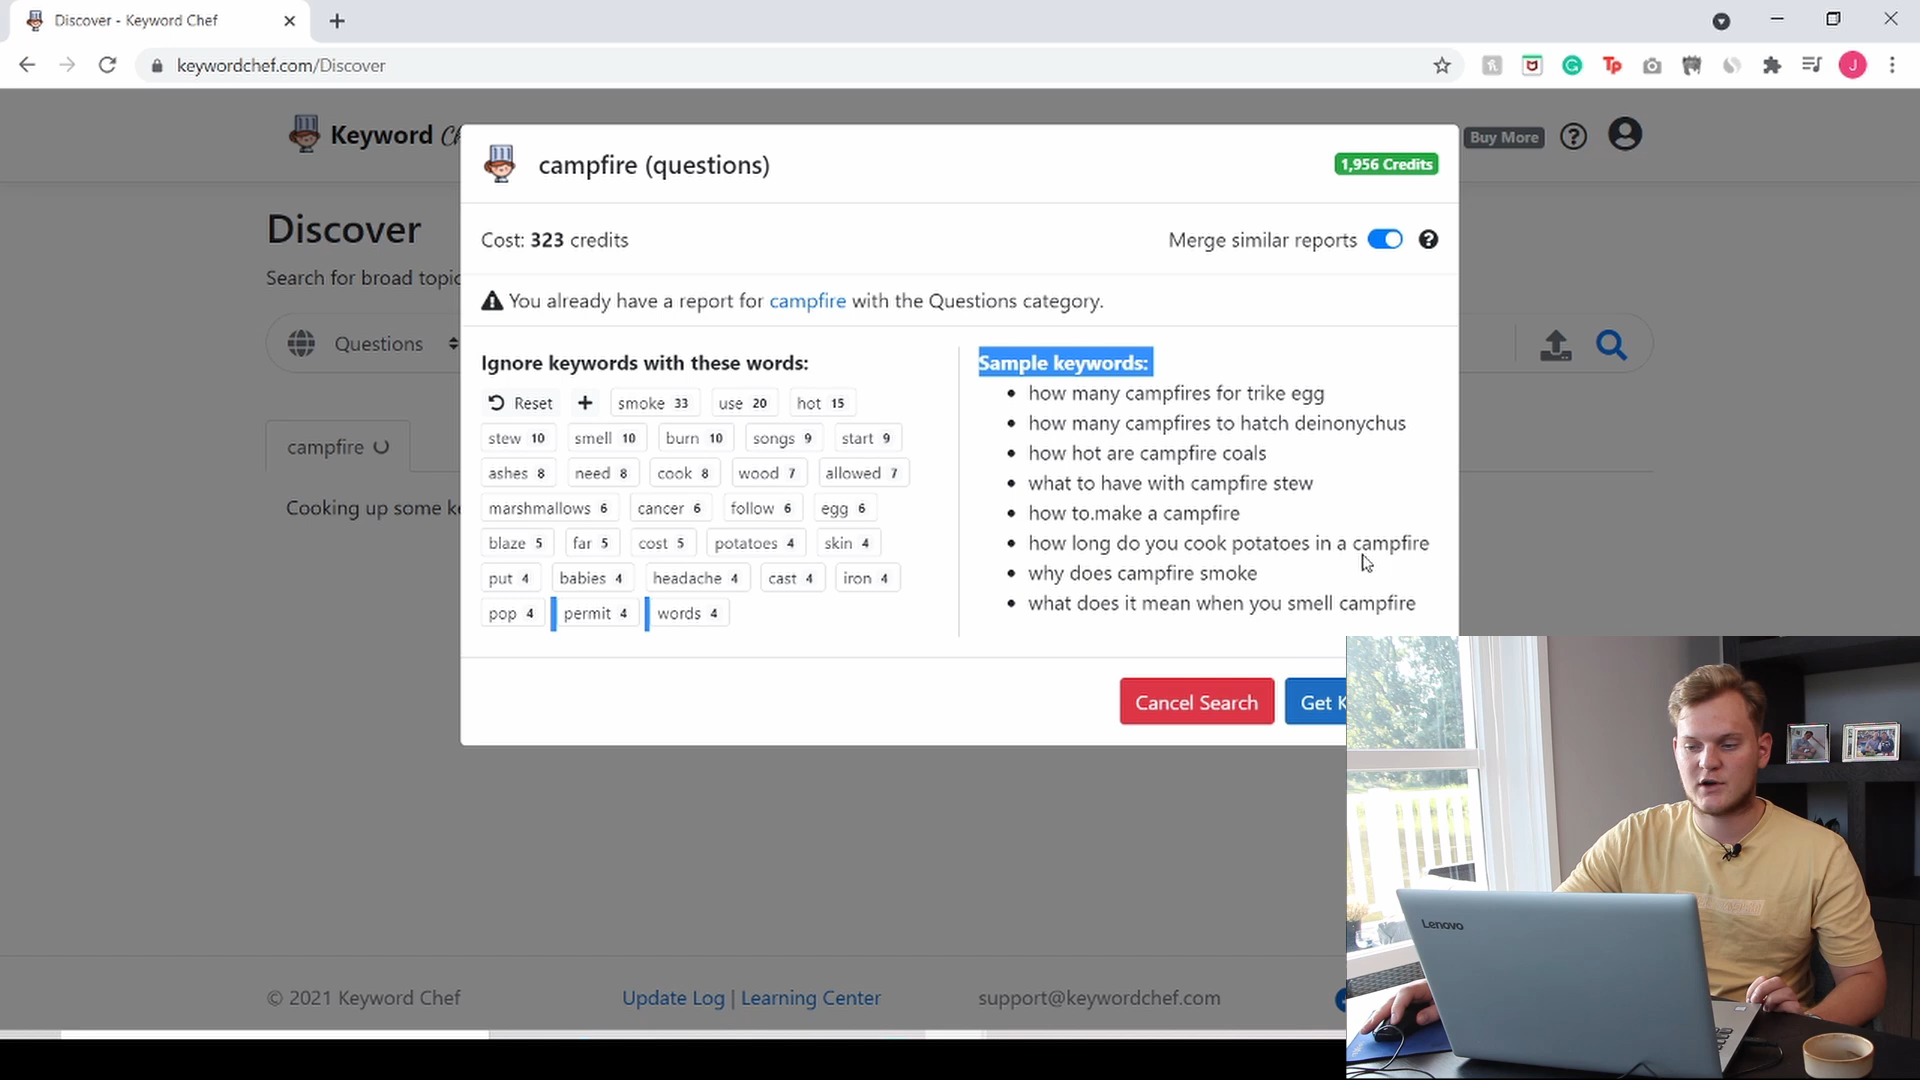 Discover - Keyword Chef
keywordchef.com/Discover
Tp
J
Keyword Ch
Buy More
campfire (questions)
1,956 Credits
Discover
Search for broad topic
Cost: 323 credits
Merge similar reports
You already have a report for campfire with the Questions category.
Questions
Ignore keywords with these words:
Reset
smoke 33
use 20
hot 15
stew 10
smell 10
burn 10
songs 9
start 9
ashes 8
need 8
cook 8
wood 7
allowed 7
marshmallows 6
cancer 6
follow 6
egg 6
blaze 5
far 5
cost 5
potatoes 4
skin 4
put 4
babies 4
headache 4
cast 4
iron 4
pop 4
permit 4
words 4
Sample keywords:
how many campfires for trike egg
how many campfires to hatch deinonychus
how hot are campfire coals
what to have with campfire stew
how to.make a campfire
how long do you cook potatoes in a campfire
why does campfire smoke
what does it mean when you smell campfire
campfire
Cooking up some k
Cancel Search
Get K
Lenovo
© 2021 Keyword Chef
Update Log | Learning Center
support@keywordchef.com